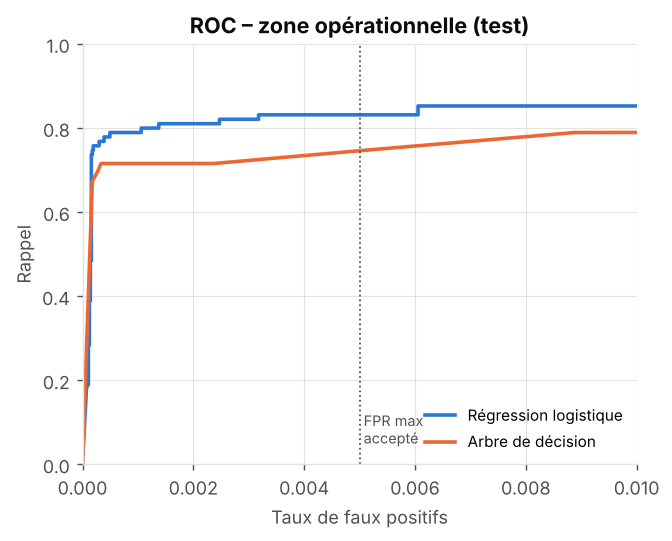 ROC – zone opérationnelle (test)
1.0
0.8
0.6
0.4
0.2
0.0
Rappel
FPR max
accepté
Régression logistique
Arbre de décision
0.000
0.002
0.004
0.006
0.008
0.010
Taux de faux positifs